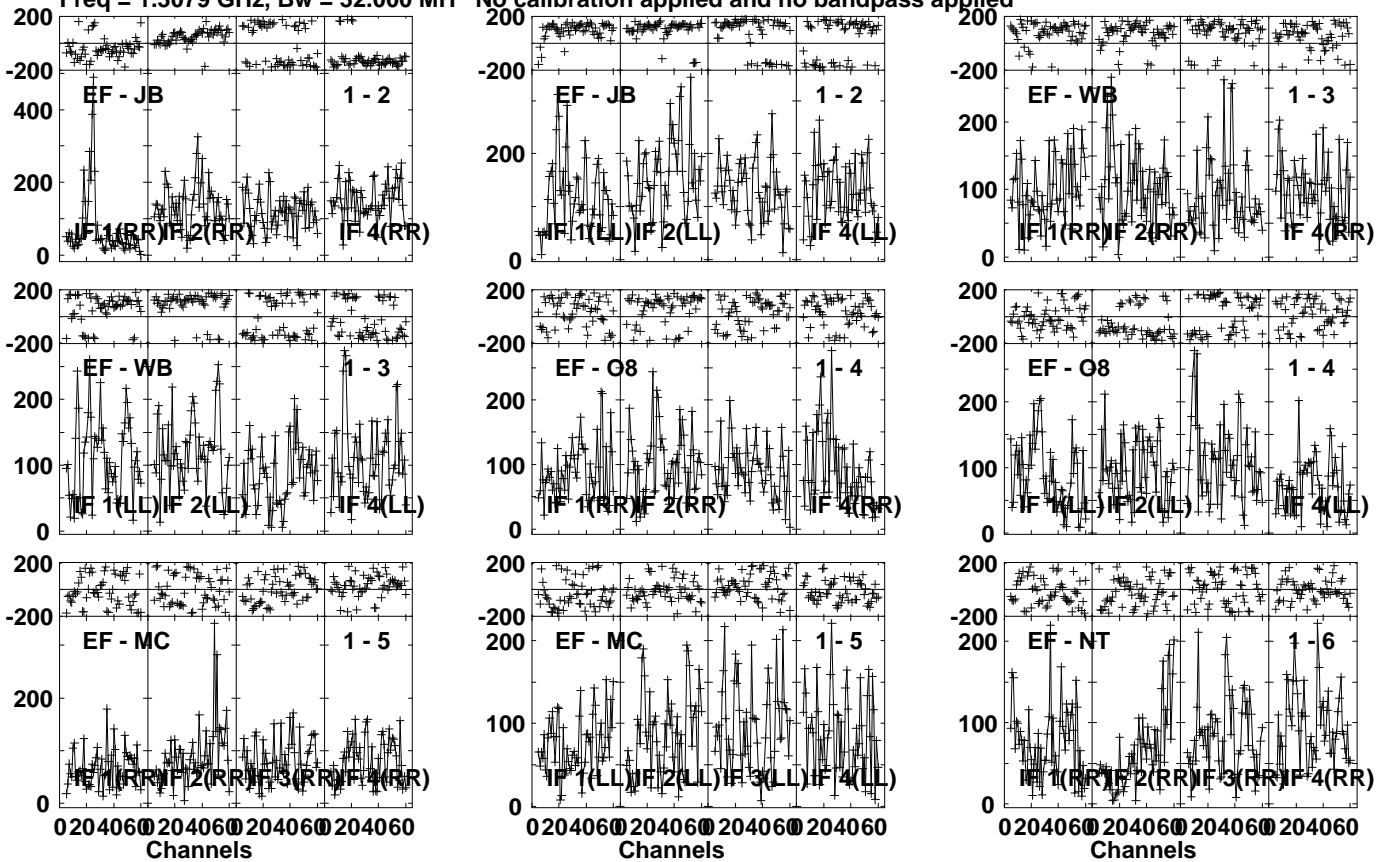 Freq = 1.3079 GHz, Bw = 32.000 MH No calibration applied and no bandpass applied
200
-200
EF - JB 1 - 2
400
200
0
IF 1(RR) IF 2(RR) IF 4(RR)
EF - JB 1 - 2
200
-200
200
0
IF 1(LL) IF 2(LL) IF 4(LL)
200
-200
EF - WB 1 - 3
200
100
0
IF 1(RR) IF 2(RR) IF 4(RR)
200
-200
EF - WB 1 - 3
200
100
0
IF 1(LL) IF 2(LL) IF 4(LL)
200
-200
EF - O8 1 - 4
200
100
0
IF 1(RR) IF 2(RR) IF 4(RR)
200
-200
EF - O8 1 - 4
200
100
0
IF 1(LL) IF 2(LL) IF 4(LL)
200
-200
EF - MC 1 - 5
200
0
IF 1(RR) IF 2(RR) IF 3(RR) IF 4(RR)
0 20 40 60 0 20 40 60 0 20 40 60 0 20 40 60
Channels
200
-200
EF - MC 1 - 5
200
100
0
IF 1(LL) IF 2(LL) IF 3(LL) IF 4(LL)
0 20 40 60 0 20 40 60 0 20 40 60 0 20 40 60
Channels
200
-200
EF - NT 1 - 6
200
100
0
IF 1(RR) IF 2(RR) IF 3(RR) IF 4(RR)
0 20 40 60 0 20 40 60 0 20 40 60 0 20 40 60
Channels